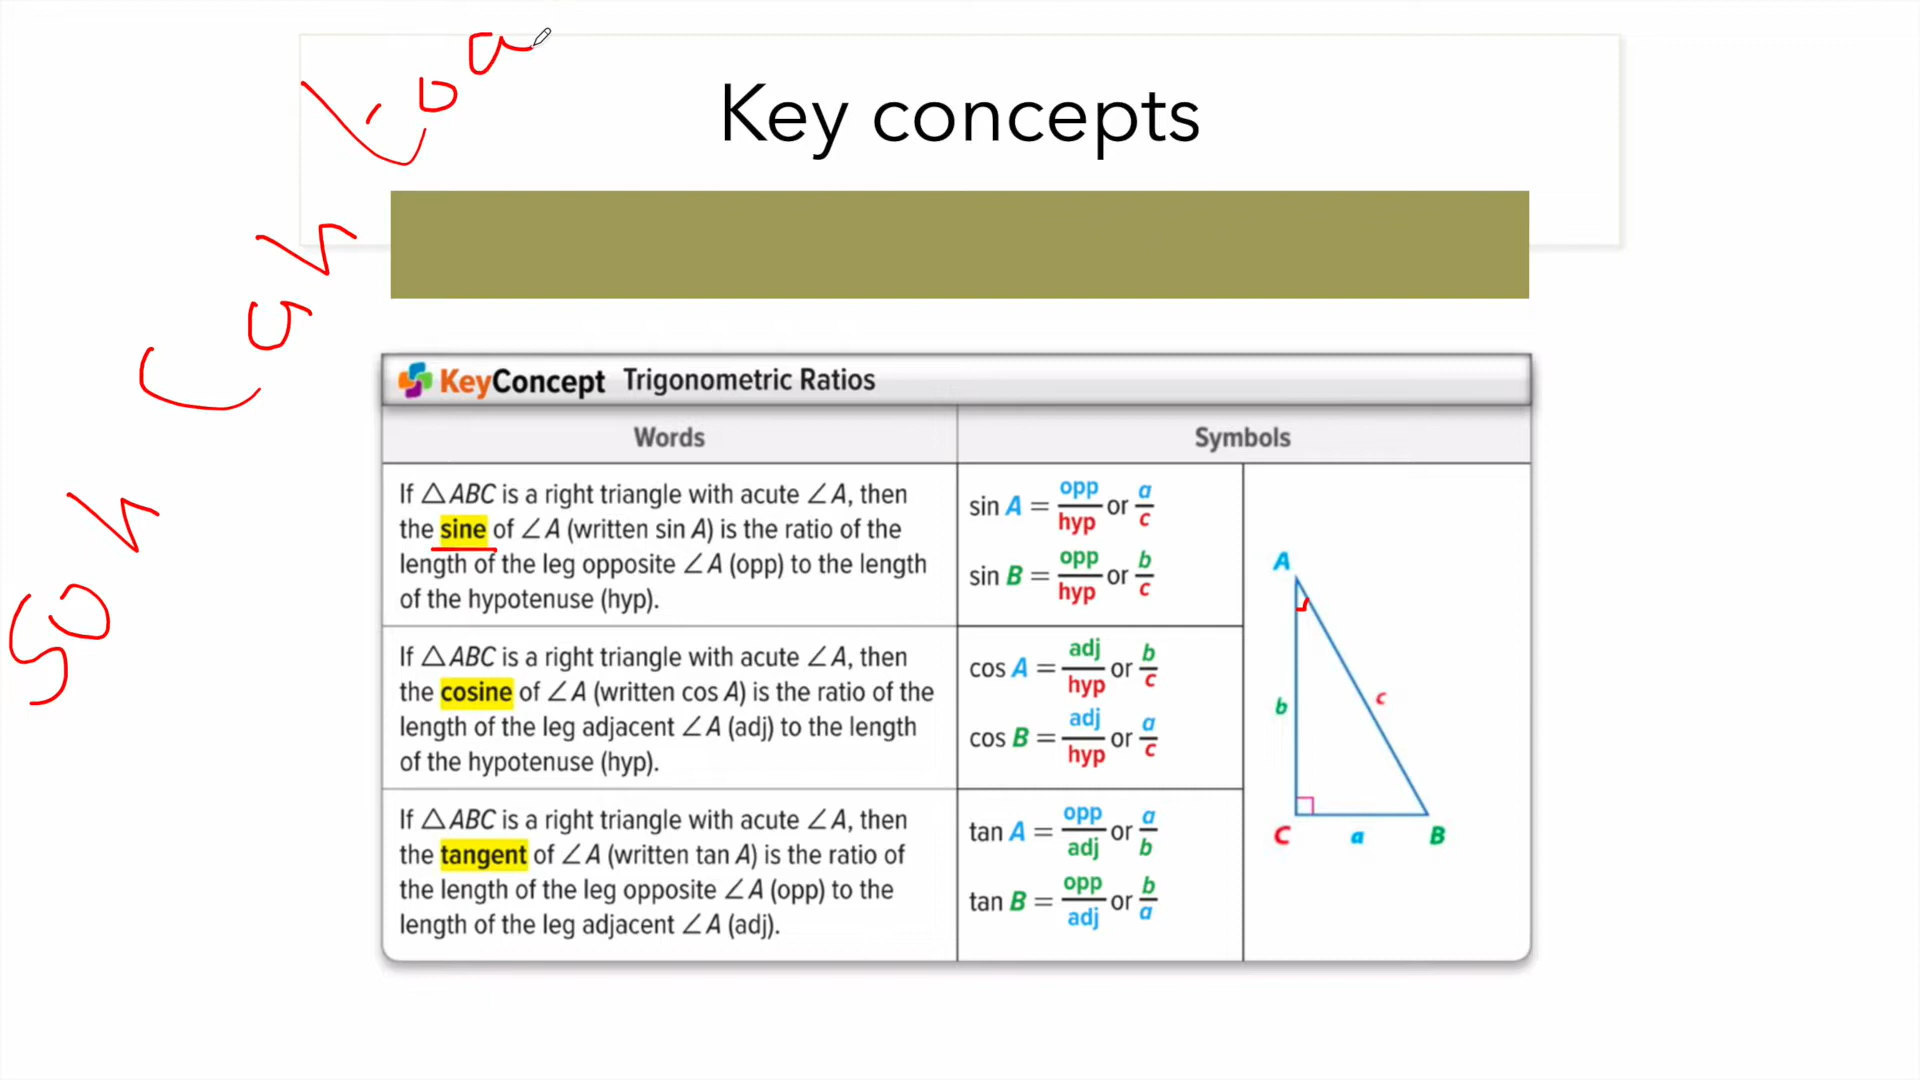 Soh Cah toa
Key concepts
KeyConcept Trigonometric Ratios
Words
Symbols
If △ABC is a right triangle with acute ∠A, then
the sine of ∠A (written sin A) is the ratio of the
length of the leg opposite ∠A (opp) to the length
of the hypotenuse (hyp).
sin A = opp/hyp or a/c
sin B = opp/hyp or b/c
If △ABC is a right triangle with acute ∠A, then
the cosine of ∠A (written cos A) is the ratio of the
length of the leg adjacent ∠A (adj) to the length
of the hypotenuse (hyp).
cos A = adj/hyp or b/c
cos B = adj/hyp or a/c
If △ABC is a right triangle with acute ∠A, then
the tangent of ∠A (written tan A) is the ratio of
the length of the leg opposite ∠A (opp) to the
length of the leg adjacent ∠A (adj).
tan A = opp/adj or a/b
tan B = opp/adj or b/a
A
b
c
C
a
B